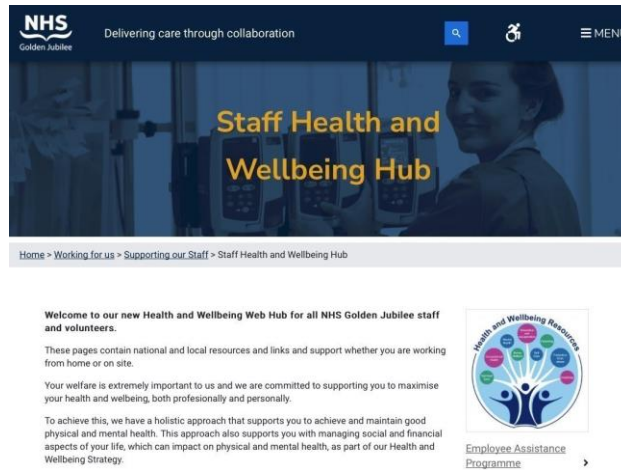 NHS
Golden Jubilee
Delivering care through collaboration
MENU
Staff Health and
Wellbeing Hub
Home > Working for us > Supporting our Staff > Staff Health and Wellbeing Hub
Welcome to our new Health and Wellbeing Web Hub for all NHS Golden Jubilee staff
and volunteers.
These pages contain national and local resources and links and support whether you are working
from home or on site.
Your welfare is extremely important to us and we are committed to supporting you to maximise
your health and wellbeing, both profesionally and personally.
To achieve this, we have a holistic approach that supports you to achieve and maintain good
physical and mental health. This approach also supports you with managing social and financial
aspects of your life, which can impact on physical and mental health, as part of our Health and
Wellbeing Strategy.
Health and Wellbeing Resources
Employee Assistance
Programme >